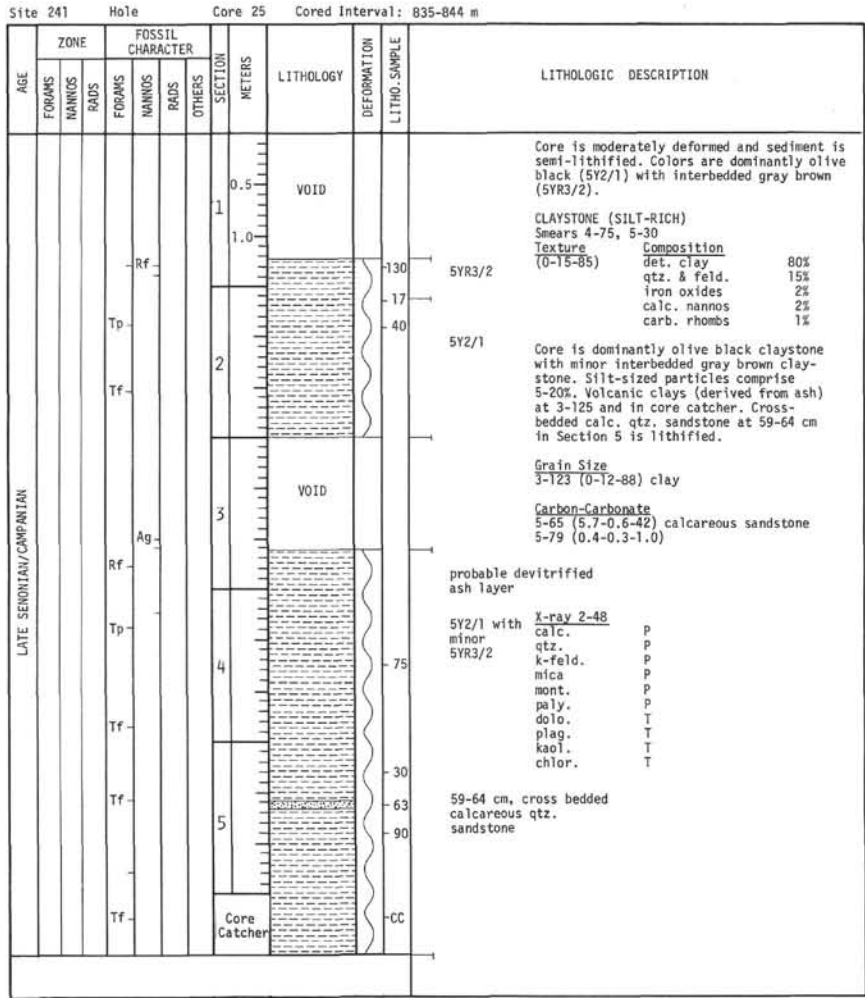 Site 241 Hole Core 25 Cored Interval: 835-844 m
AGE
ZONE
FORAMS
NANNOS
RADS
FOSSIL
CHARACTER
FORAMS
NANNOS
RADS
OTHERS
SECTION
METERS
LITHOLOGY
DEFORMATION
LITHO.SAMPLE
LITHOLOGIC DESCRIPTION
LATE SENONIAN/CAMPANIAN
Rf
Tp
Tf
Ag
Rf
Tp
Tf
Tf
Tf
1
0.5
1.0
2
3
4
5
Core
Catcher
VOID
VOID
130
17
40
75
30
63
90
CC
5YR3/2
5Y2/1
probable devitrified
ash layer
5Y2/1 with
minor
5YR3/2
59-64 cm, cross bedded
calcareous qtz.
sandstone
Core is moderately deformed and sediment is
semi-lithified. Colors are dominantly olive
black (5Y2/1) with interbedded gray brown
(5YR3/2).
CLAYSTONE (SILT-RICH)
Smears 4-75, 5-30
Texture Composition
(0-15-85) det. clay 80%
qtz. & feld. 15%
iron oxides 2%
calc. nannos 2%
carb. rhombs 1%
Core is dominantly olive black claystone
with minor interbedded gray brown clay-
stone. Silt-sized particles comprise
5-20%. Volcanic clays (derived from ash)
at 3-125 and in core catcher. Cross-
bedded calc. qtz. sandstone at 59-64 cm
in Section 5 is lithified.
Grain Size
3-123 (0-12-88) clay
Carbon-Carbonate
5-65 (5.7-0.6-42) calcareous sandstone
5-79 (0.4-0.3-1.0)
X-ray 2-48
calc. P
qtz. P
k-feld. P
mica P
mont. P
paly. P
dolo. T
plag. T
kaol. T
chlor. T